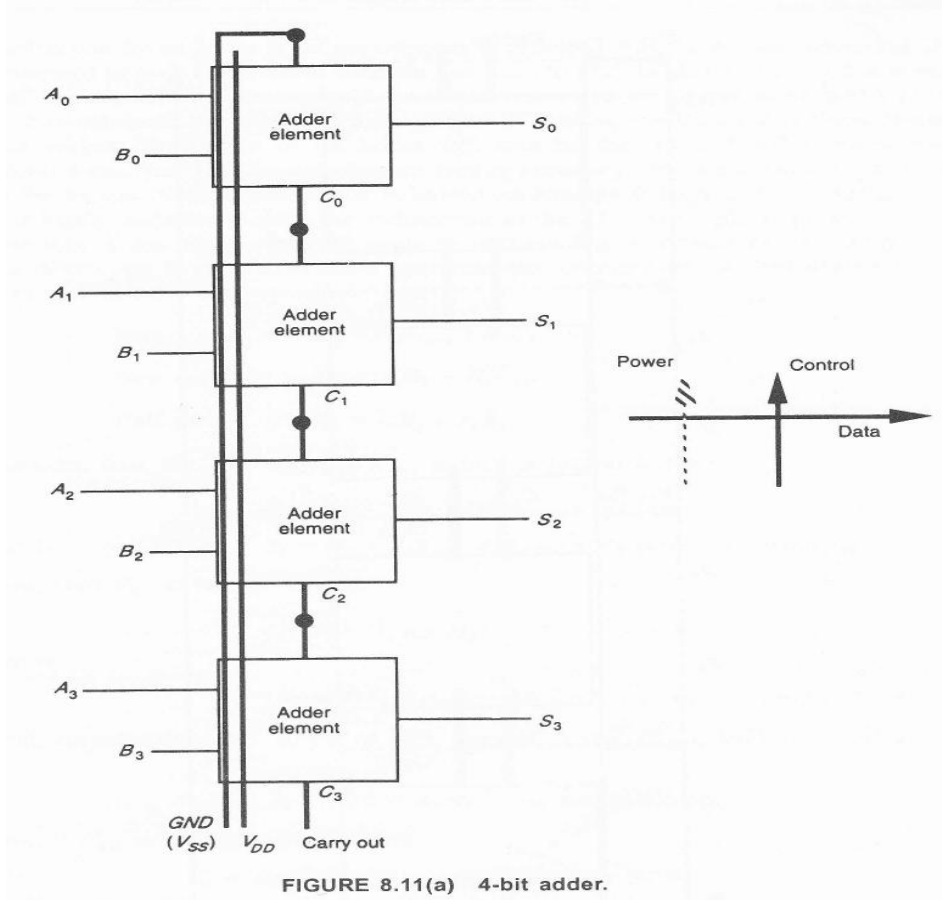 A0
Adder
element
S0
B0
C0
A1
Adder
element
S1
B1
C1
Power
Control
Data
A2
Adder
element
S2
B2
C2
A3
Adder
element
S3
B3
C3
GND
(VSS)
VDD
Carry out
FIGURE 8.11(a) 4-bit adder.